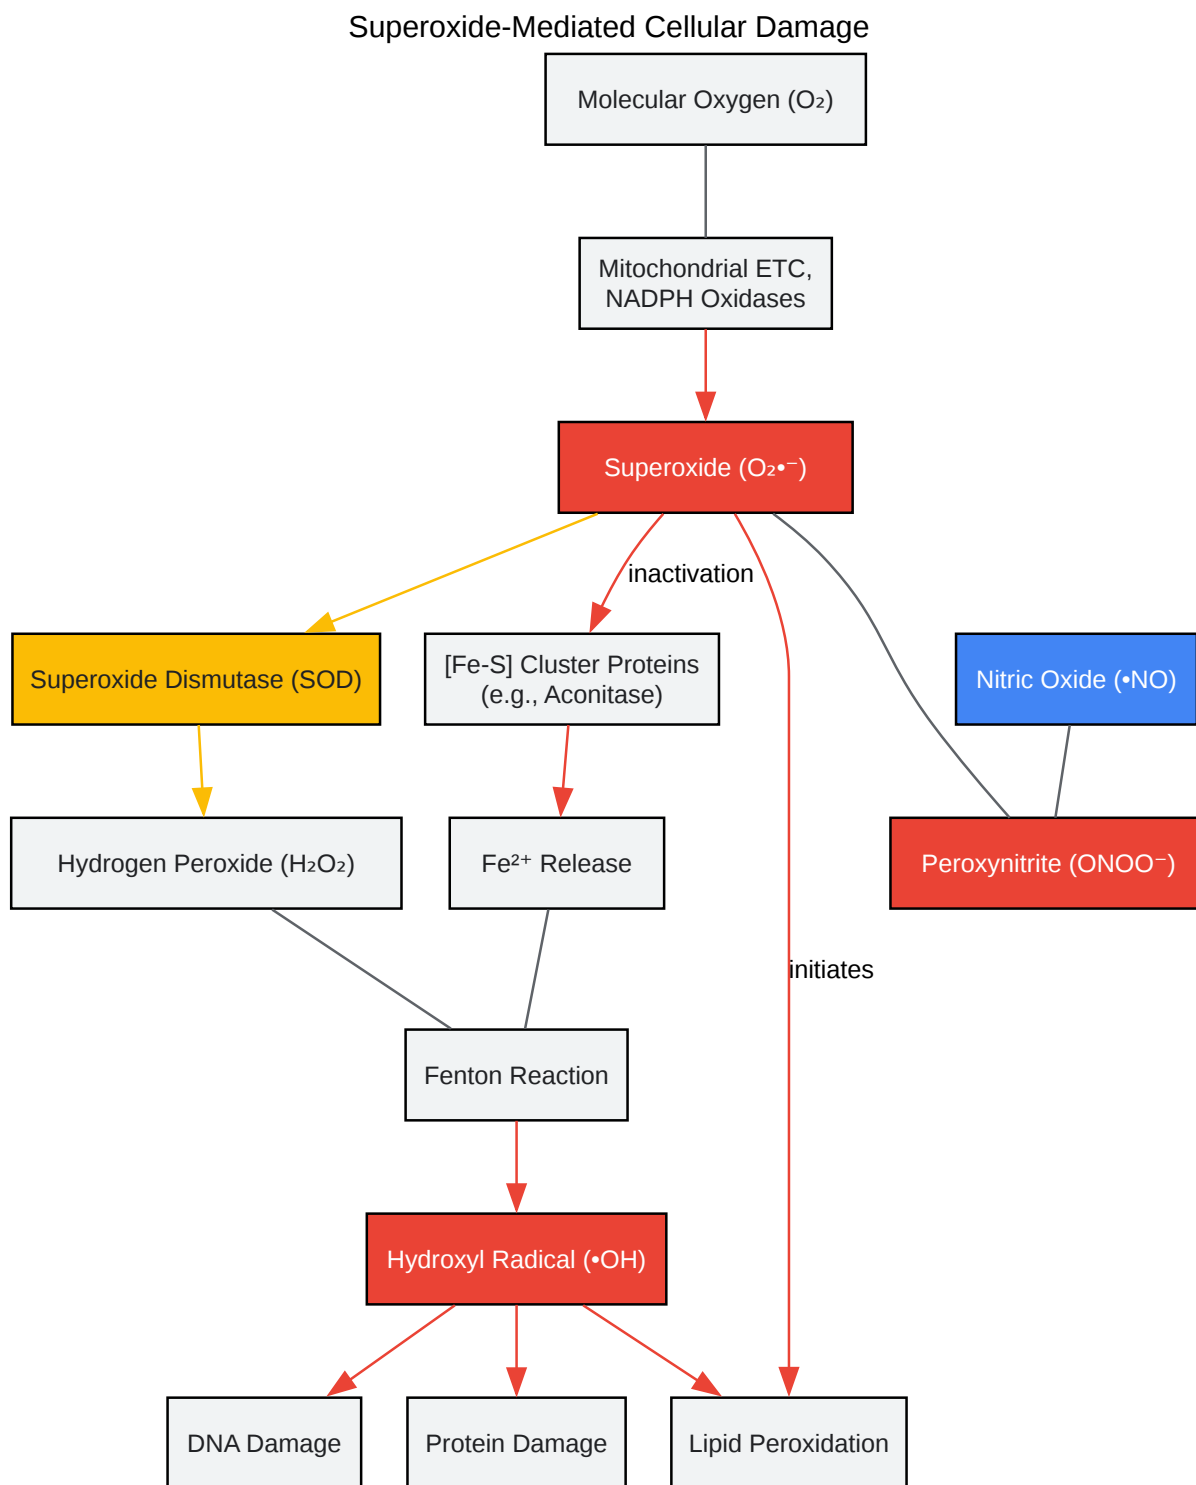 Superoxide-Mediated Cellular Damage
Molecular Oxygen (O₂)
Mitochondrial ETC,
NADPH Oxidases
Superoxide (O₂•⁻)
inactivation
Superoxide Dismutase (SOD)
[Fe-S] Cluster Proteins
(e.g., Aconitase)
Nitric Oxide (•NO)
Hydrogen Peroxide (H₂O₂)
Fe²⁺ Release
Peroxynitrite (ONOO⁻)
initiates
Fenton Reaction
Hydroxyl Radical (•OH)
DNA Damage
Protein Damage
Lipid Peroxidation